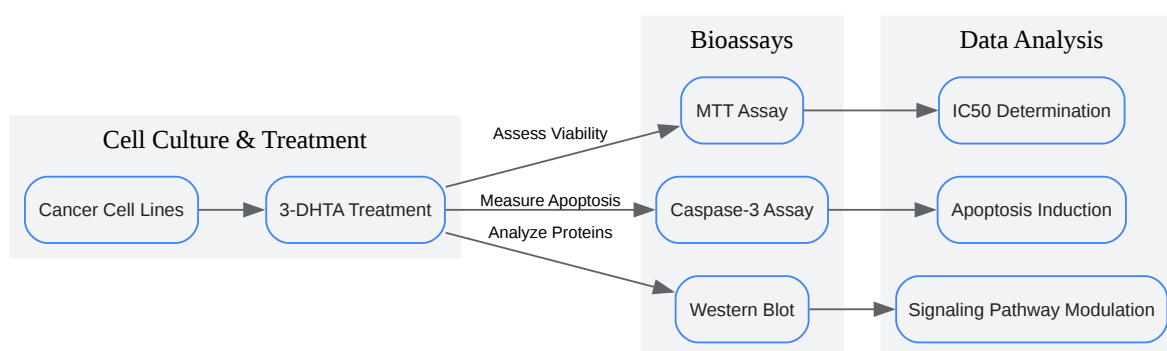 Bioassays
Data Analysis
MTT Assay
IC50 Determination
Cell Culture & Treatment
Assess Viability
Cancer Cell Lines
3-DHTA Treatment
Measure Apoptosis
Caspase-3 Assay
Apoptosis Induction
Analyze Proteins
Western Blot
Signaling Pathway Modulation